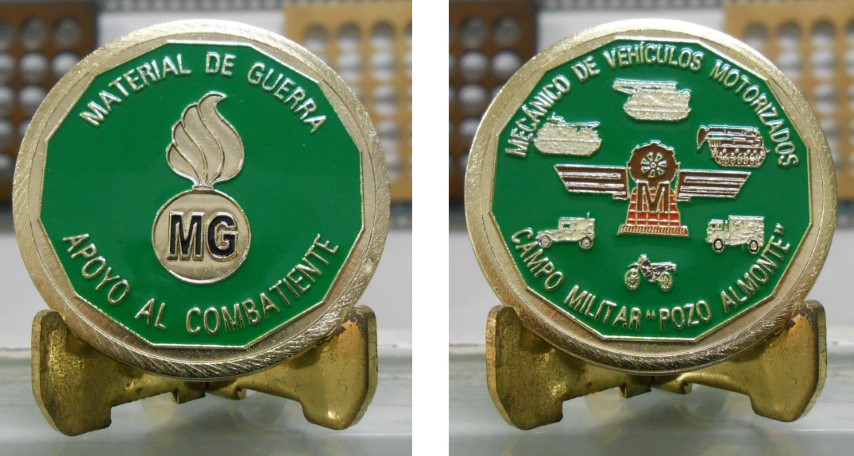 MATERIAL DE GUERRA
MG
APOYO AL COMBATIENTE
MECÁNICO DE VEHÍCULOS MOTORIZADOS
M
CAMPO MILITAR "POZO ALMONTE"